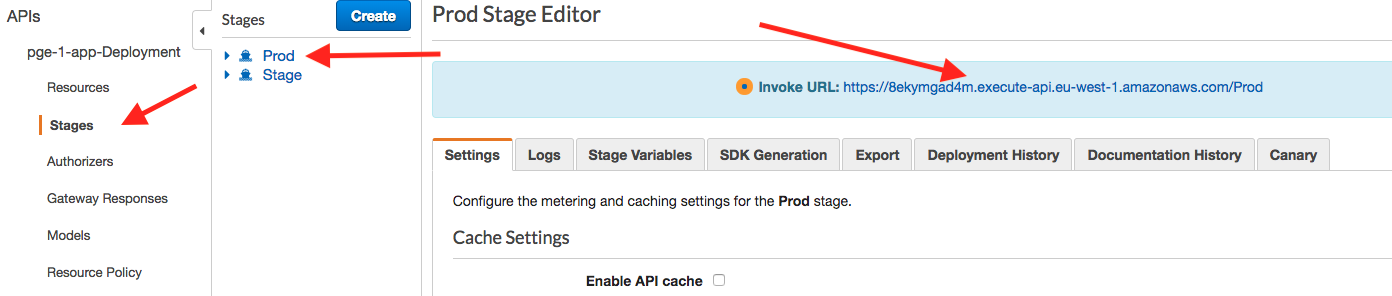 APIs
pge-1-app-Deployment
Resources
Stages
Authorizers
Gateway Responses
Models
Resource Policy
Stages
Create
Prod
Stage
Prod Stage Editor
Invoke URL: https://8ekymgad4m.execute-api.eu-west-1.amazonaws.com/Prod
Settings
Logs
Stage Variables
SDK Generation
Export
Deployment History
Documentation History
Canary
Configure the metering and caching settings for the Prod stage.
Cache Settings
Enable API cache